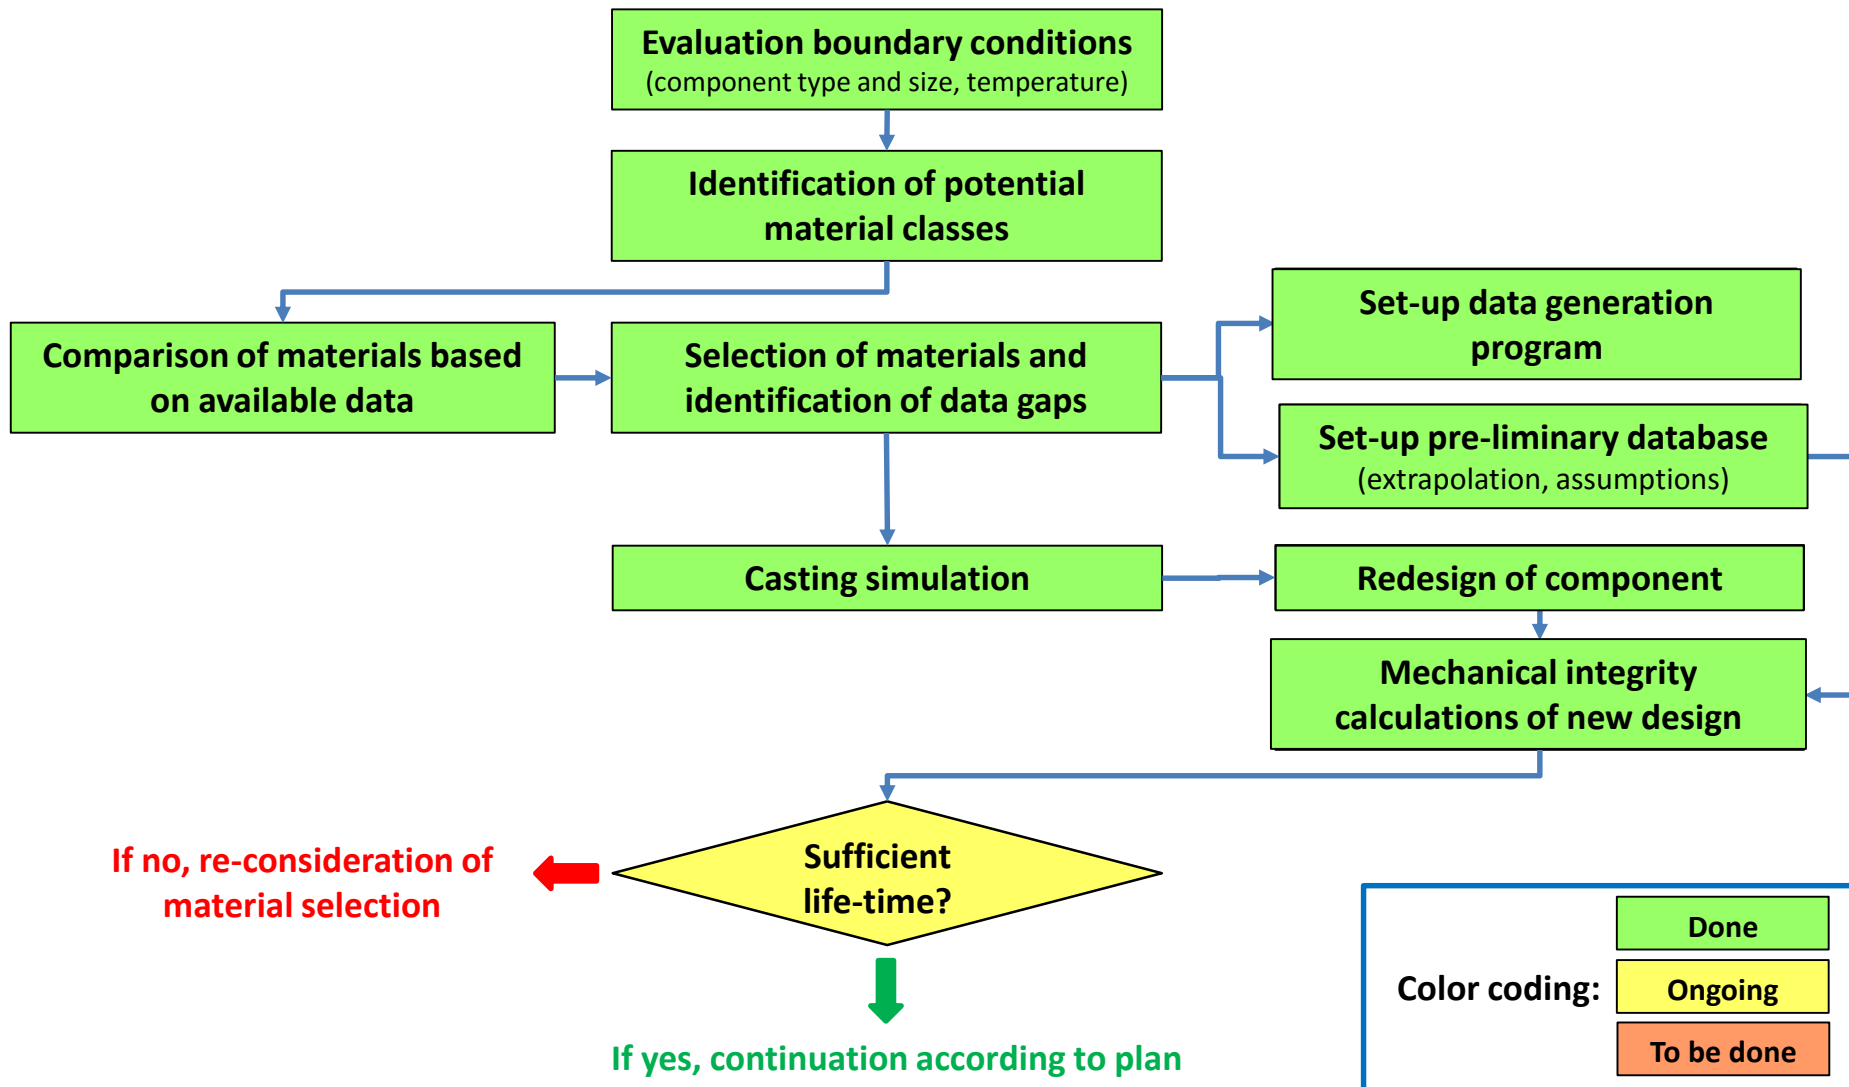 Evaluation boundary conditions
(component type and size, temperature)
Identification of potential
material classes
Comparison of materials based
on available data
Selection of materials and
identification of data gaps
Set-up data generation
program
Set-up pre-liminary database
(extrapolation, assumptions)
Casting simulation
Redesign of component
Mechanical integrity
calculations of new design
Sufficient
life-time?
If no, re-consideration of
material selection
If yes, continuation according to plan
Color coding:
Done
Ongoing
To be done